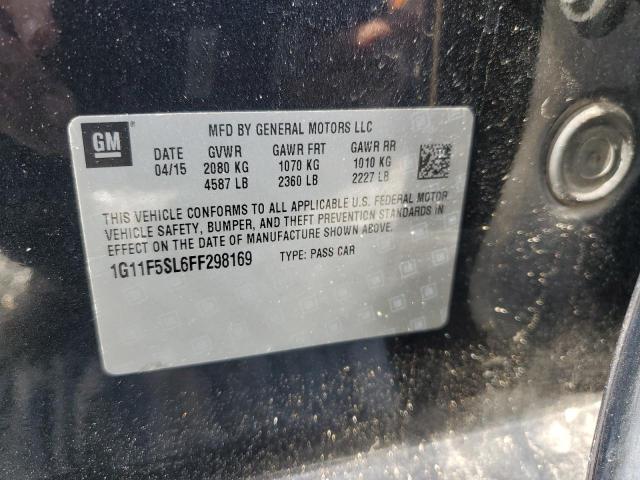 GM
MFD BY GENERAL MOTORS LLC
DATE GVWR GAWR FRT GAWR RR
04/15 2080 KG 1070 KG 1010 KG
4587 LB 2360 LB 2227 LB
THIS VEHICLE CONFORMS TO ALL APPLICABLE U.S. FEDERAL MOTOR
VEHICLE SAFETY, BUMPER, AND THEFT PREVENTION STANDARDS IN
EFFECT ON THE DATE OF MANUFACTURE SHOWN ABOVE.
1G11F5SL6FF298169 TYPE: PASS CAR